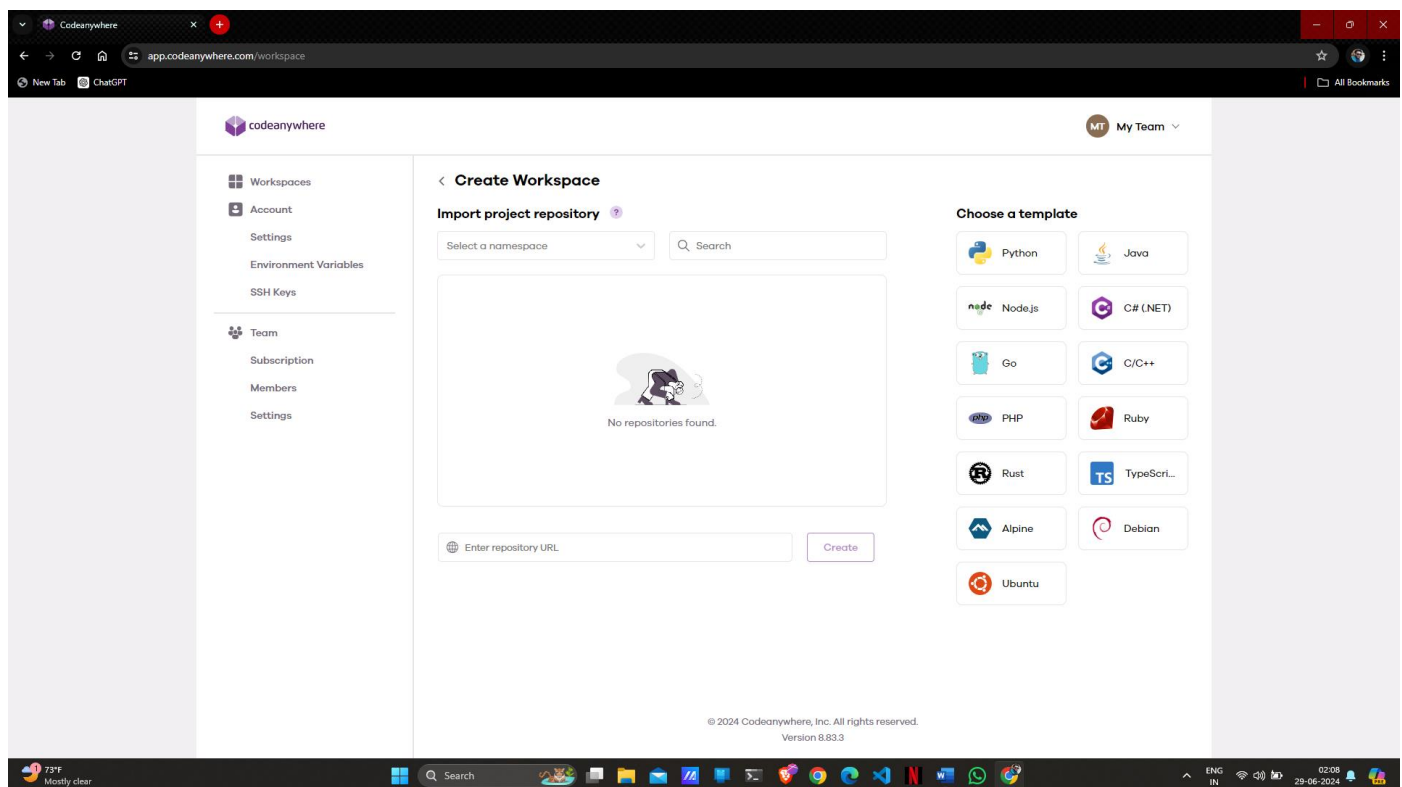 Codeanywhere
app.codeanywhere.com/workspace
New Tab ChatGPT All Bookmarks
codeanywhere
MT My Team
Workspaces
Account
Settings
Environment Variables
SSH Keys
Team
Subscription
Members
Settings
Create Workspace
Import project repository ?
Select a namespace Search
No repositories found.
Enter repository URL Create
Choose a template
Python Java
node Node.js C# (.NET)
Go C/C++
php PHP Ruby
R Rust TS TypeScri...
Alpine Debian
Ubuntu
© 2024 Codeanywhere, Inc. All rights reserved.
Version 8.83.3
1 73°F
Mostly clear
Search
ENG
IN
02:08
29-06-2024